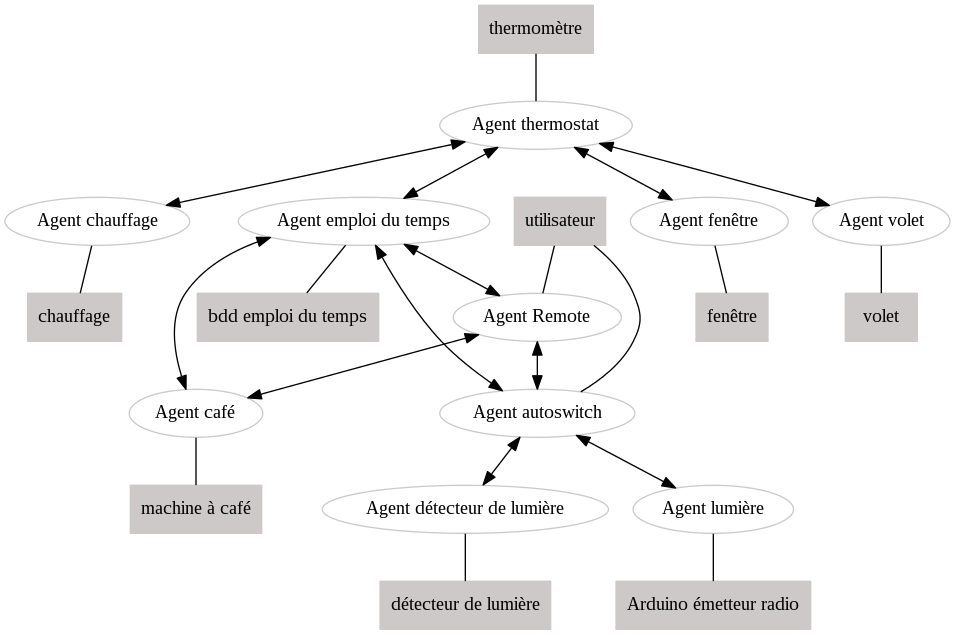 thermomètre
Agent thermostat
Agent chauffage
Agent emploi du temps
utilisateur
Agent fenêtre
Agent volet
chauffage
bdd emploi du temps
Agent Remote
fenêtre
volet
Agent café
Agent autoswitch
machine à café
Agent détecteur de lumière
Agent lumière
détecteur de lumière
Arduino émetteur radio